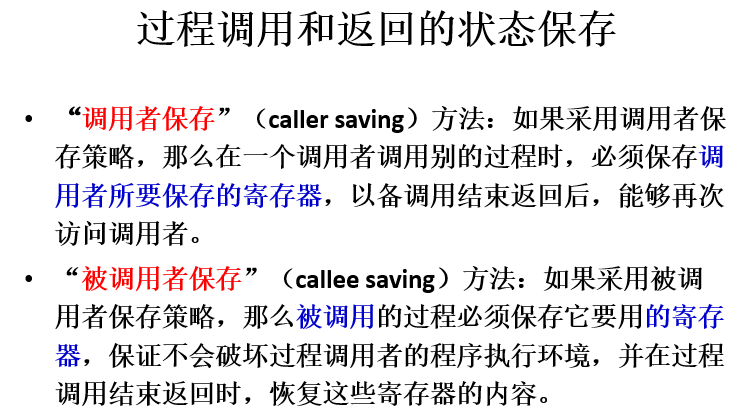 过程调用和返回的状态保存
• “调用者保存”（caller saving）方法：如果采用调用者保
存策略，那么在一个调用者调用别的过程时，必须保存调
用者所要保存的寄存器，以备调用结束返回后，能够再次
访问调用者。
• “被调用者保存”（callee saving）方法：如果采用被调
用者保存策略，那么被调用的过程必须保存它要用的寄存
器，保证不会破坏过程调用者的程序执行环境，并在过程
调用结束返回时，恢复这些寄存器的内容。